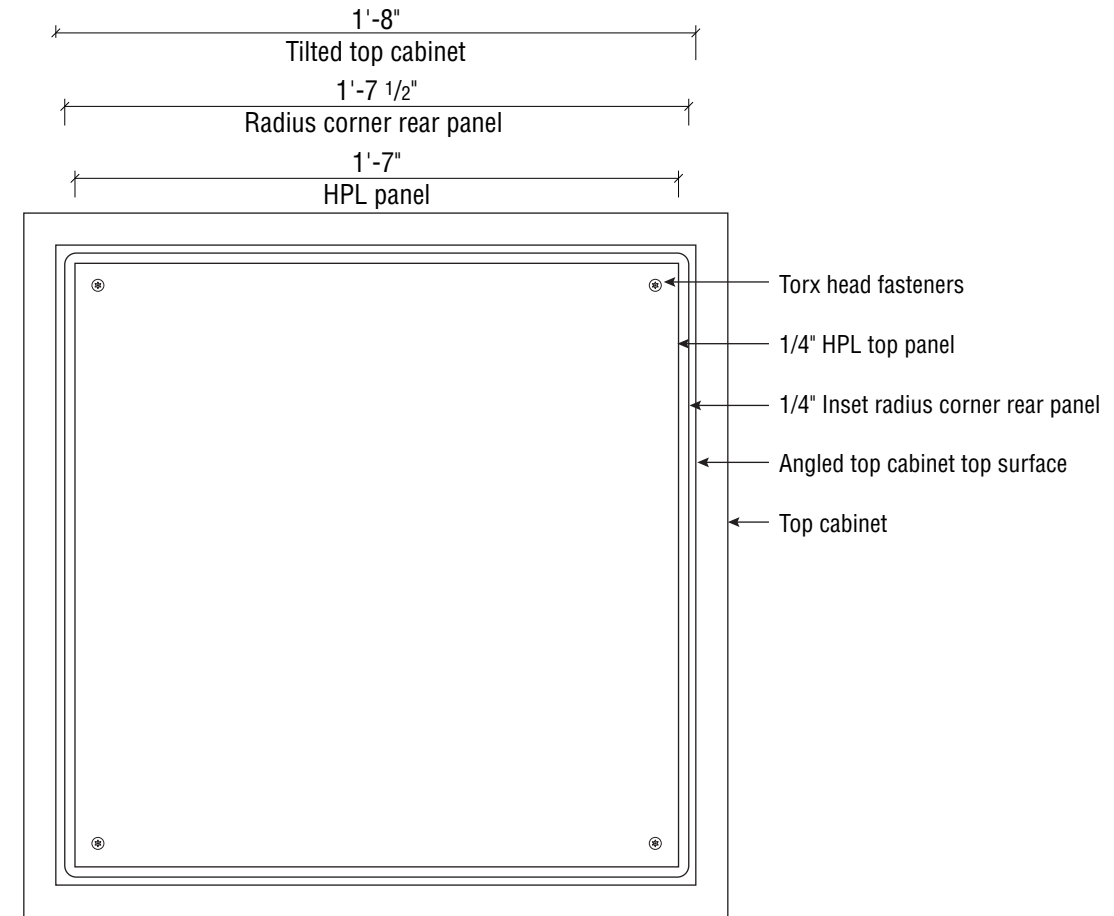 1'-8"
Tilted top cabinet
1'-7 1/2"
Radius corner rear panel
1'-7"
HPL panel
Torx head fasteners
1/4" HPL top panel
1/4" Inset radius corner rear panel
Angled top cabinet top surface
Top cabinet